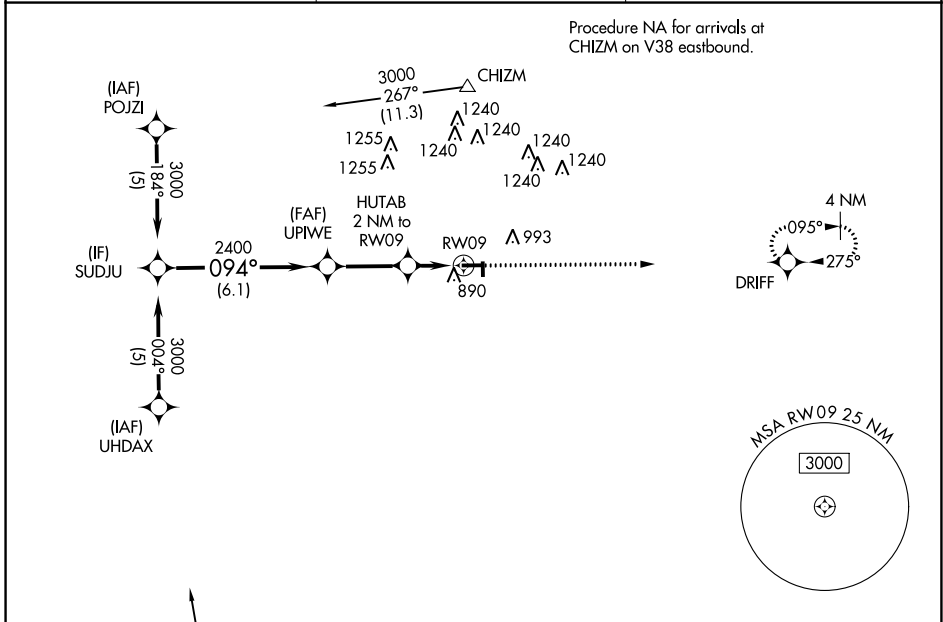 Procedure NA for arrivals at
CHIZM on V38 eastbound.
(IAF)
POJZI
3000
184°
(5)
3000
267°
(11.3)
CHIZM
1240
1240
1240
1255
1255
1240
1240
1240
(IF)
SUDJU
2400
094°
(6.1)
(FAF)
UPIWE
HUTAB
2 NM to
RW09
RW09
993
890
4 NM
095°
275°
DRIFF
3000
004°
(5)
(IAF)
UHDAX
MSA RW09 25 NM
3000